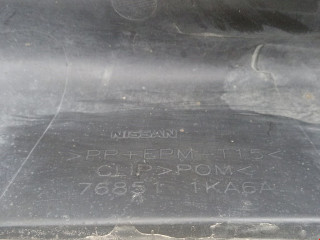 NISSAN
>PP+EPM-T15<
CLIP>POM<
76851 1KA6A